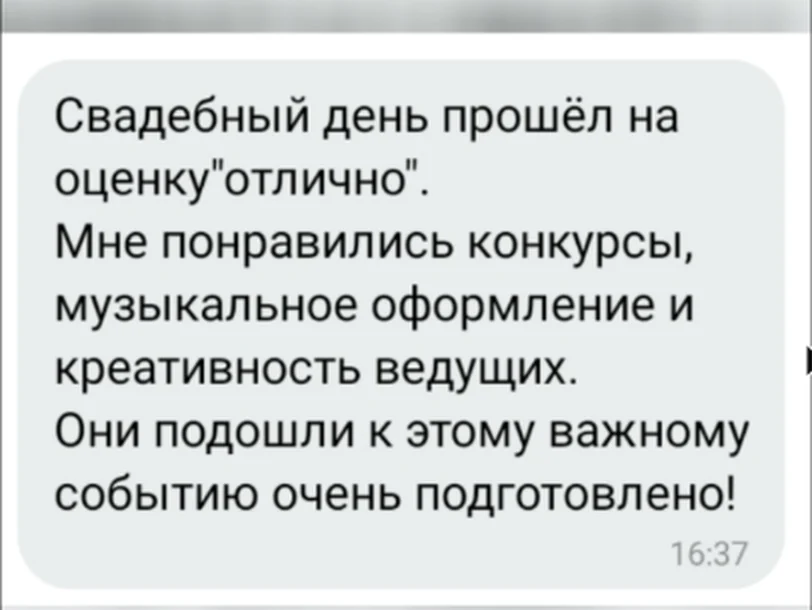 Свадебный день прошёл на
оценку"отлично".
Мне понравились конкурсы,
музыкальное оформление и
креативность ведущих.
Они подошли к этому важному
событию очень подготовлено!
16:37